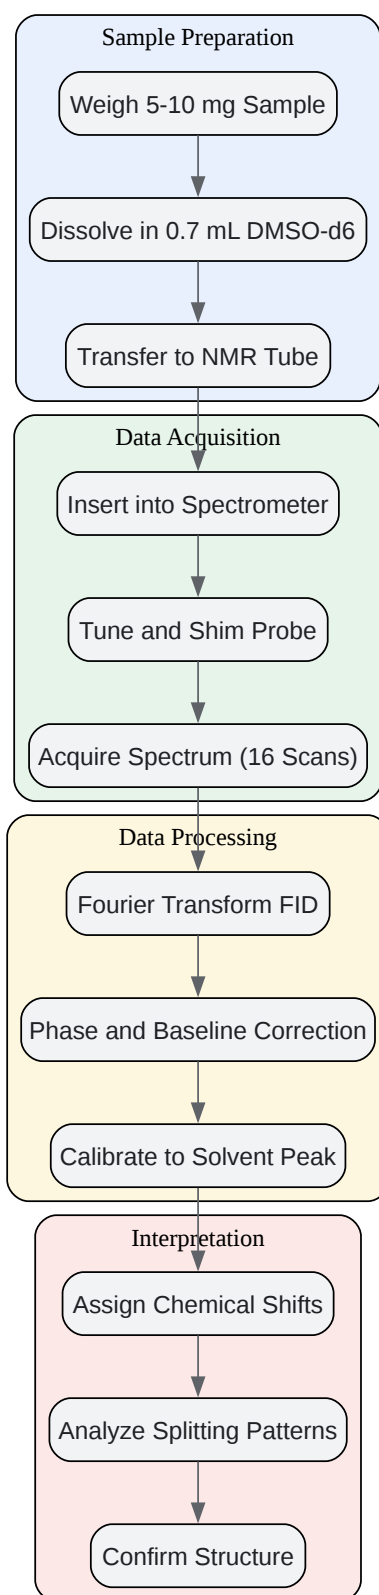 Sample Preparation
Weigh 5-10 mg Sample
Dissolve in 0.7 mL DMSO-d6
Transfer to NMR Tube
Data Acquisition
Insert into Spectrometer
Tune and Shim Probe
Acquire Spectrum (16 Scans)
Data Processing
Fourier Transform FID
Phase and Baseline Correction
Calibrate to Solvent Peak
Interpretation
Assign Chemical Shifts
Analyze Splitting Patterns
Confirm Structure